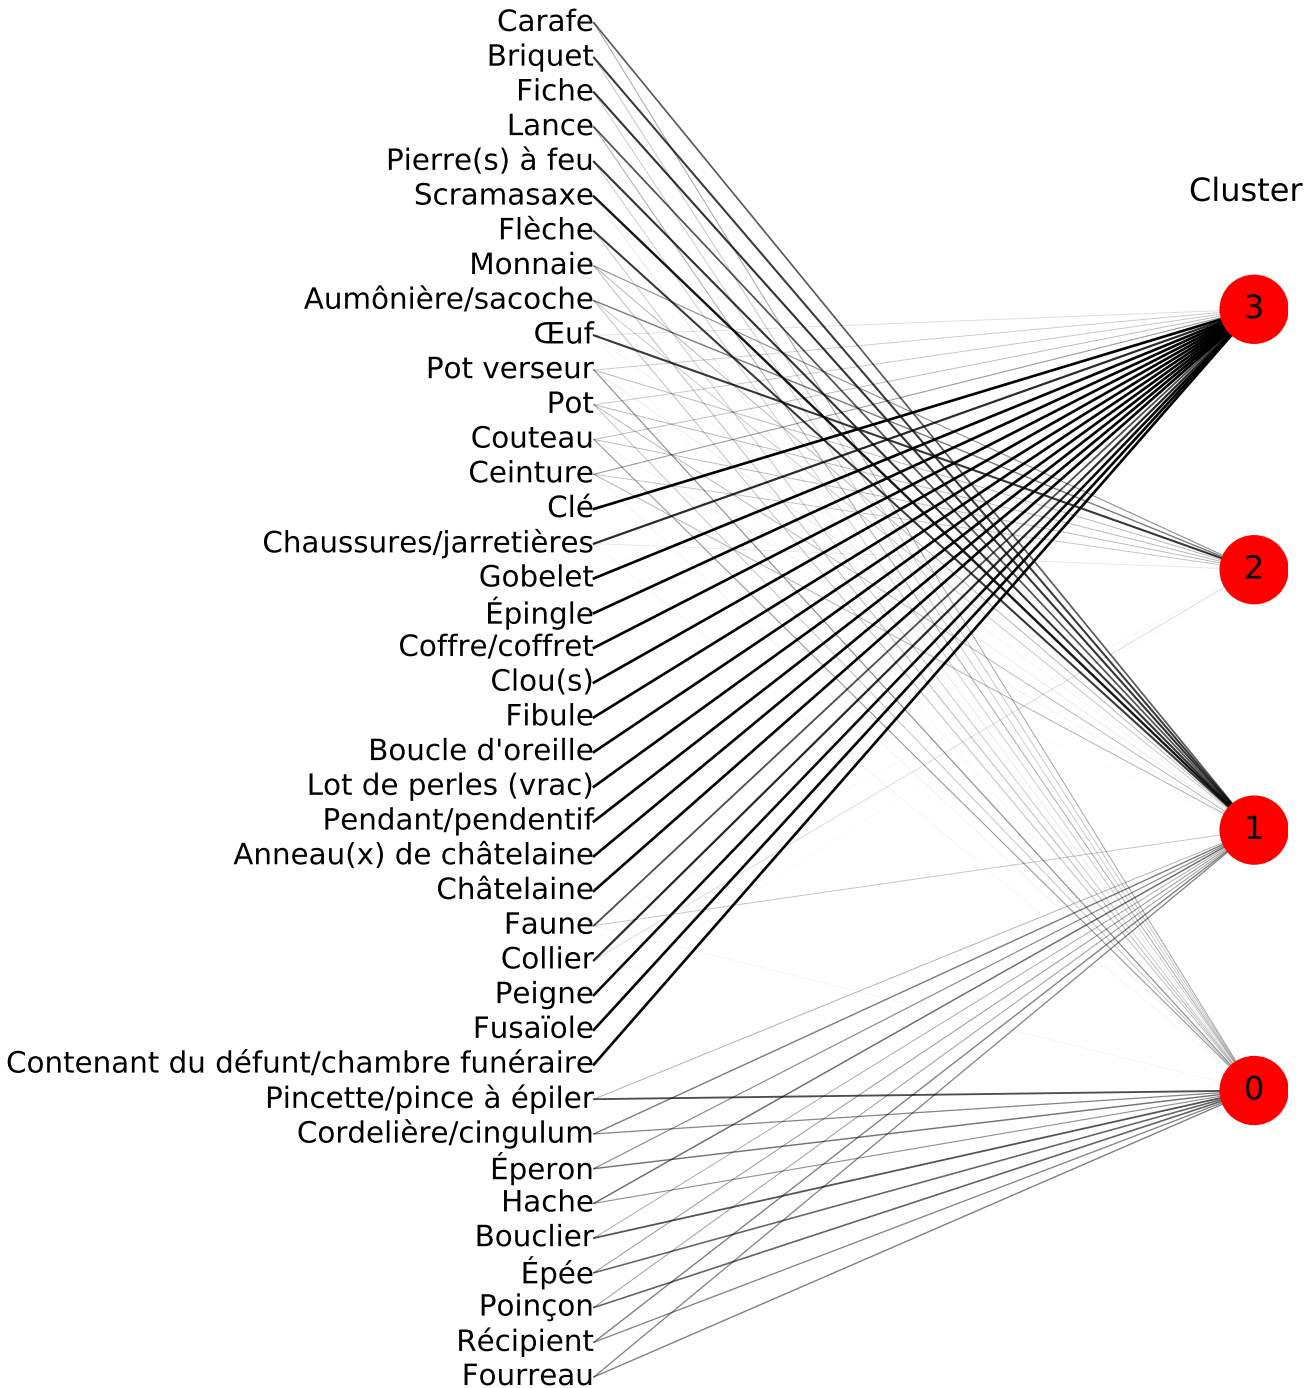 Carafe
Briquet
Fiche
Lance
Pierre(s) à feu
Scramasaxe
Flèche
Monnaie
Aumônière/sacoche
Œuf
Pot verseur
Pot
Couteau
Ceinture
Clé
Chaussures/jarretières
Gobelet
Épingle
Coffre/coffret
Clou(s)
Fibule
Boucle d'oreille
Lot de perles (vrac)
Pendant/pendentif
Anneau(x) de châtelaine
Châtelaine
Faune
Collier
Peigne
Fusaïole
Contenant du défunt/chambre funéraire
Pincette/pince à épiler
Cordelière/cingulum
Éperon
Hache
Bouclier
Épée
Poinçon
Récipient
Fourreau
Cluster
3
2
1
0